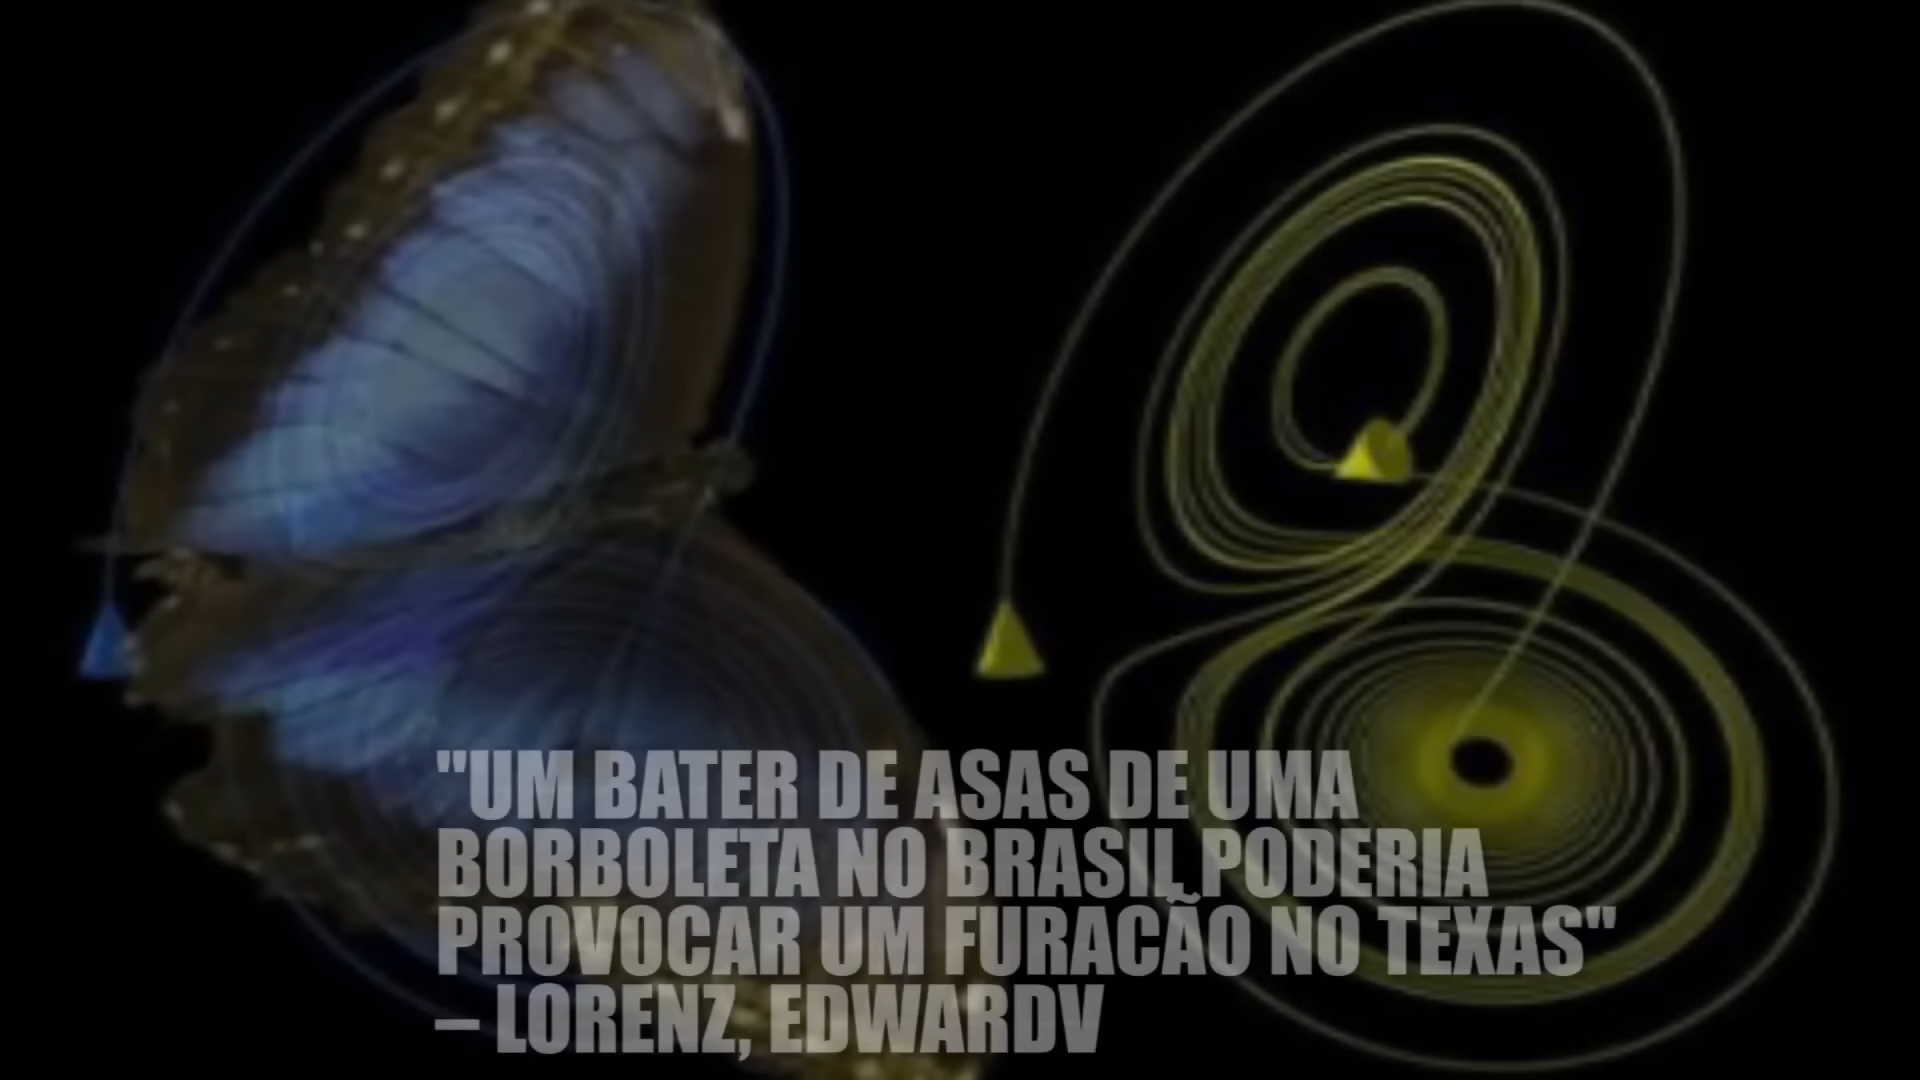 "UM BATER DE ASAS DE UMA
BORBOLETA NO BRASIL PODERIA
PROVOCAR UM FURACÃO NO TEXAS"
– LORENZ, EDWARDV